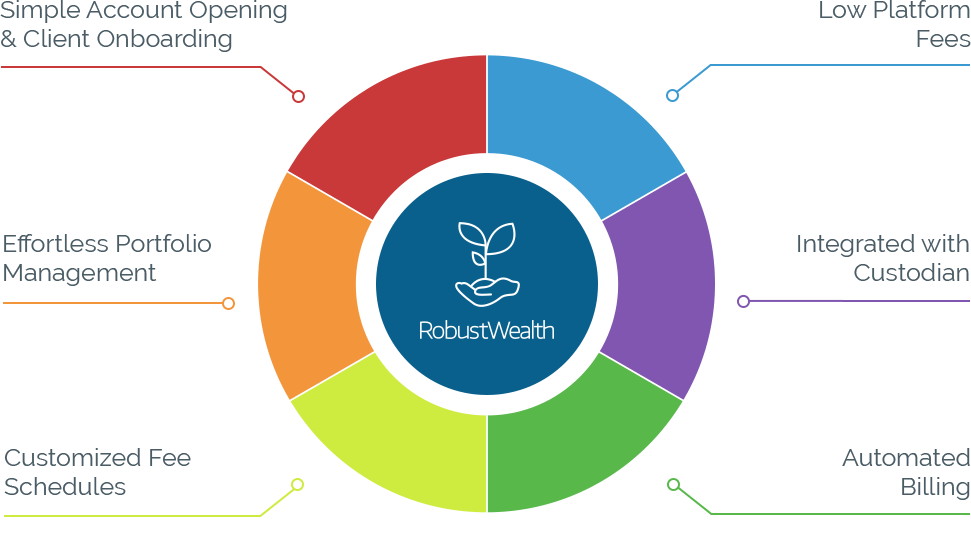 Simple Account Opening
& Client Onboarding
Low Platform
Fees
Effortless Portfolio
Management
Integrated with
Custodian
RobustWealth
Customized Fee
Schedules
Automated
Billing